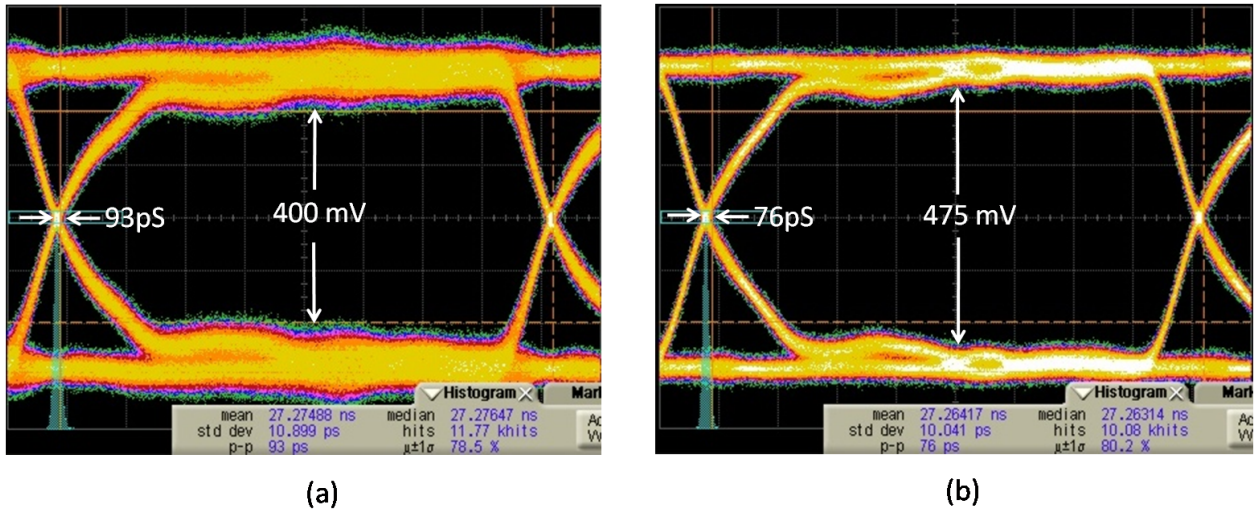 93pS
400 mV
Histogram
mean 27.27488 ns median 27.27647 ns
std dev 10.899 ps hits 11.77 khits
p-p 93 ps μ±1σ 78.5 %
(a)
76pS
475 mV
Histogram
mean 27.26417 ns median 27.26314 ns
std dev 10.041 ps hits 10.08 khits
p-p 76 ps μ±1σ 80.2 %
(b)